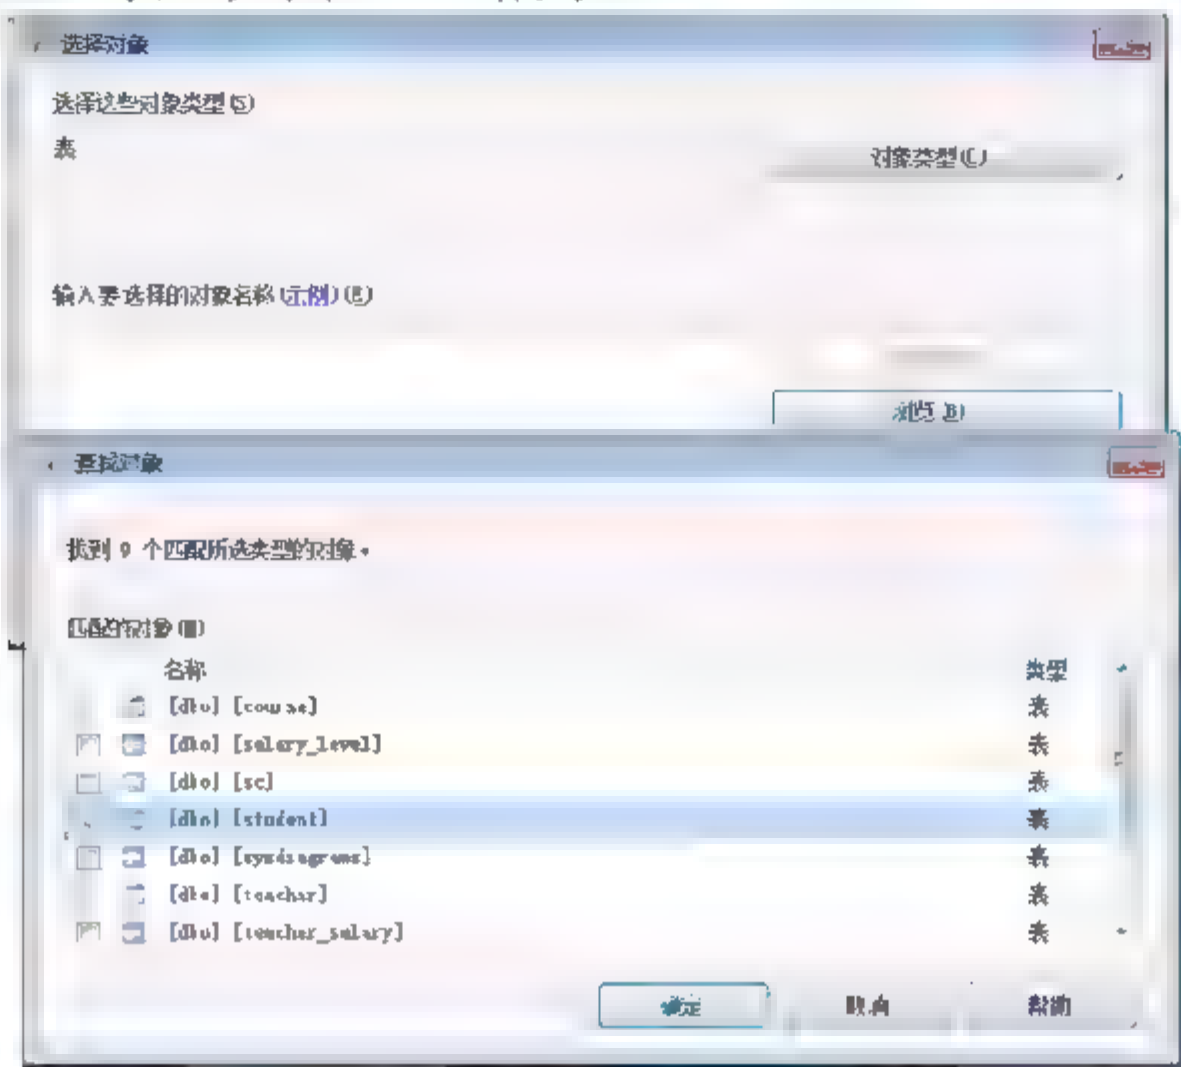 选择对象
选择这些对象类型(S)
表
对象类型(C)
输入要选择的对象名称(示例)(E)
浏览(B)
查找对象
找到 9 个匹配所选类型的对象。
匹配的对象(M)
名称 类型
[dbo].[course] 表
[dbo].[salary_level] 表
[dbo].[sc] 表
[dbo].[student] 表
[dbo].[sysdiagrams] 表
[dbo].[teacher] 表
[dbo].[teacher_salary] 表
确定 取消 帮助